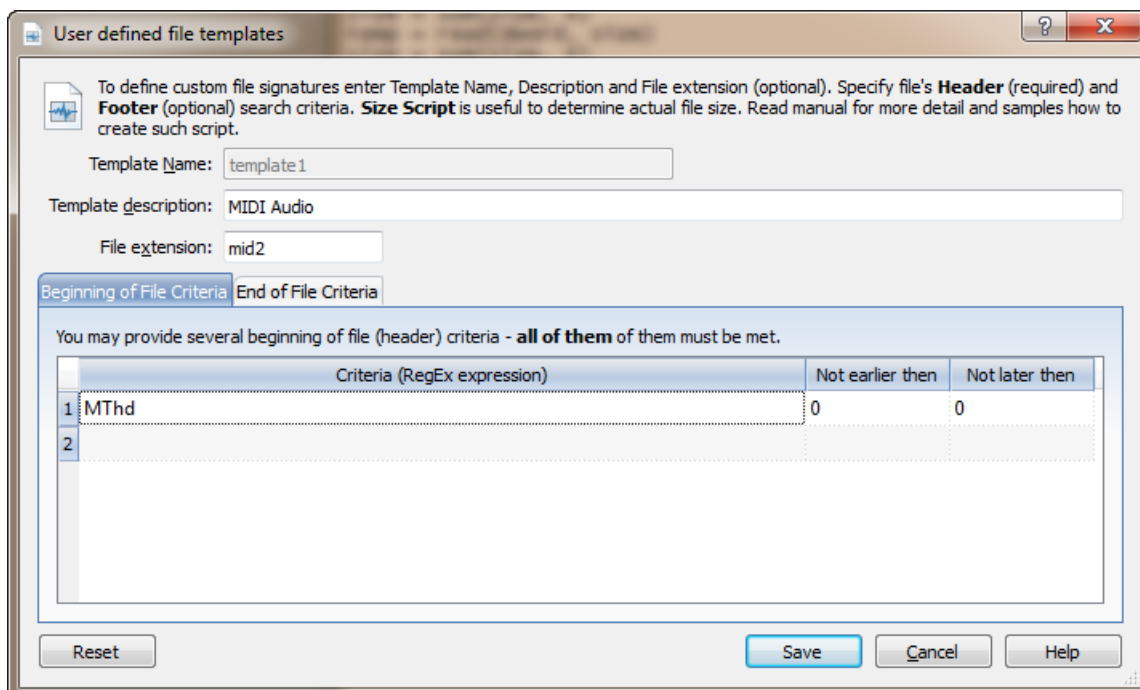 User defined file templates
To define custom file signatures enter Template Name, Description and File extension (optional). Specify file's Header (required) and
Footer (optional) search criteria. Size Script is useful to determine actual file size. Read manual for more detail and samples how to
create such script.
Template Name: template1
Template description: MIDI Audio
File extension: mid2
Beginning of File Criteria End of File Criteria
You may provide several beginning of file (header) criteria - all of them of them must be met.
Criteria (RegEx expression) Not earlier then Not later then
1 MThd 0 0
2
Reset Save Cancel Help